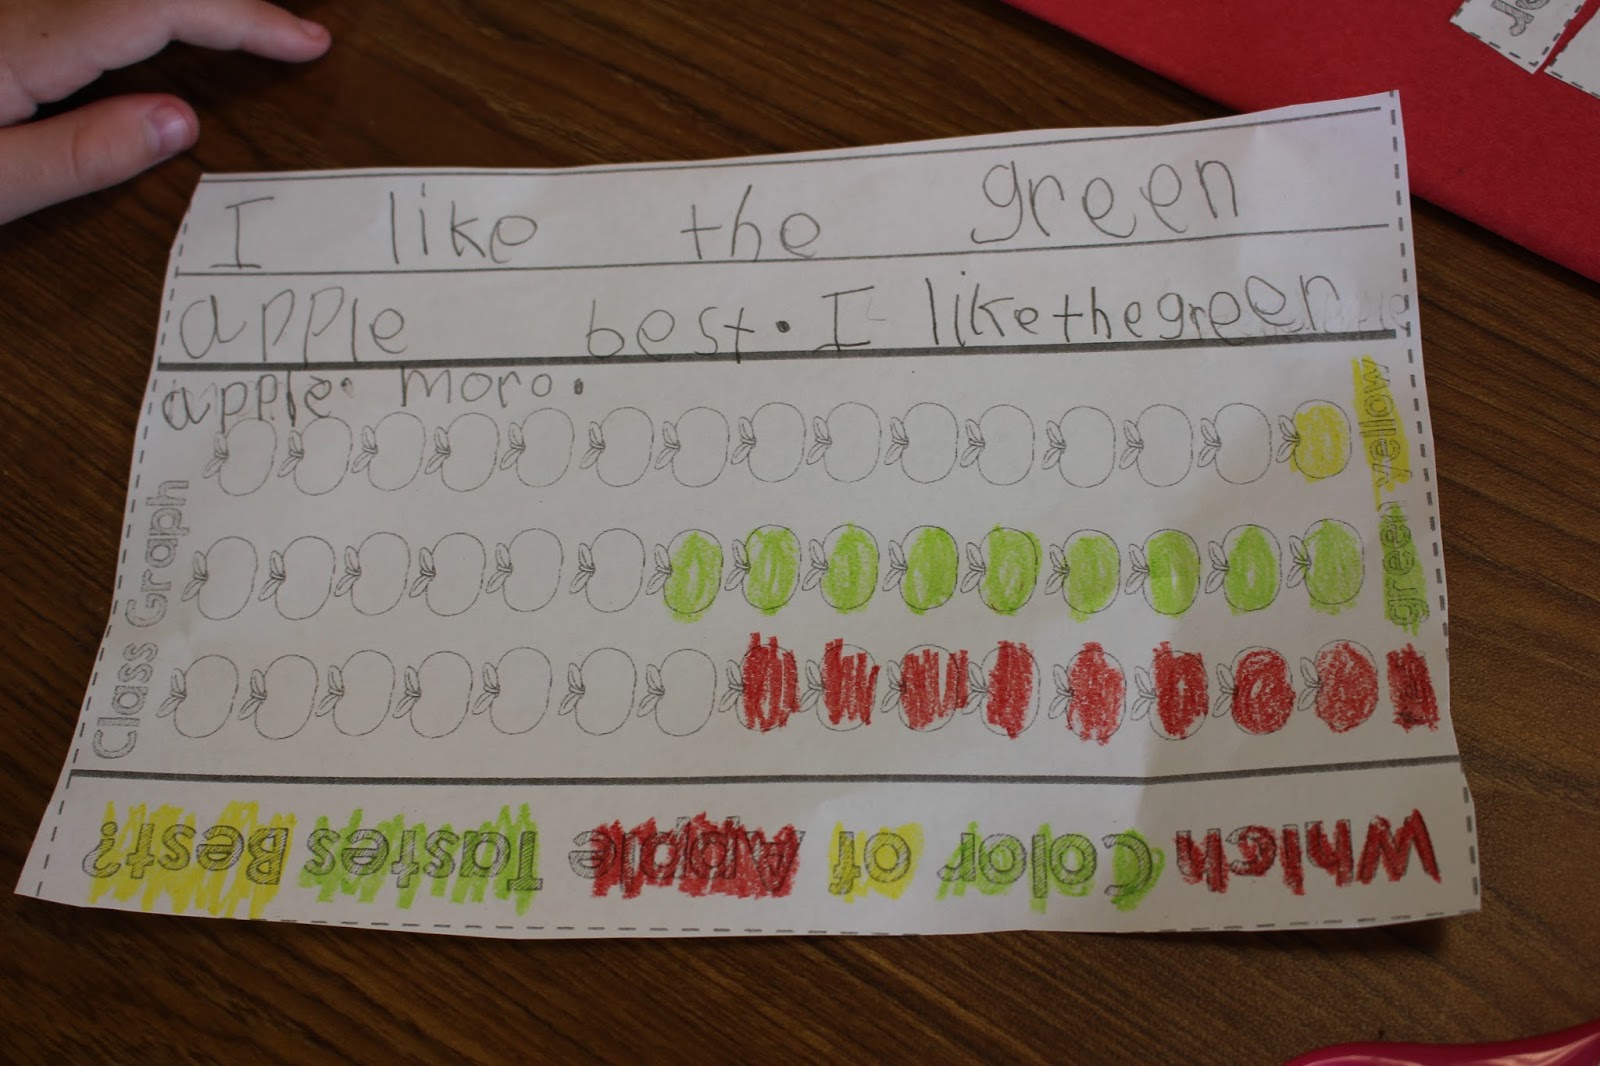 I like the green
apple best. I like the green
apple. moro.
Class Graph
yellow
green
Which Color of Apple Tastes Best?